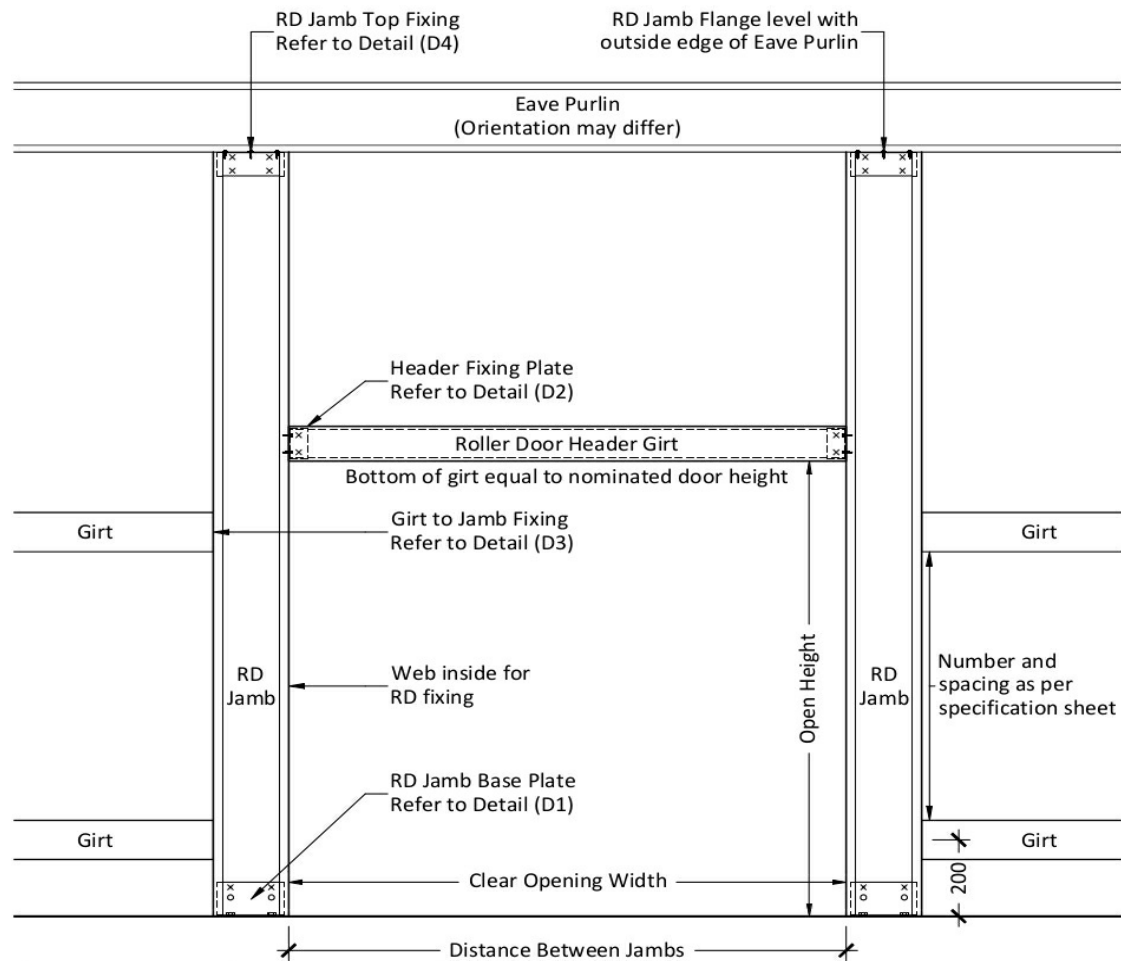 RD Jamb Top Fixing
Refer to Detail (D4)
RD Jamb Flange level with
outside edge of Eave Purlin
Eave Purlin
(Orientation may differ)
Header Fixing Plate
Refer to Detail (D2)
Roller Door Header Girt
Bottom of girt equal to nominated door height
Girt
Girt to Jamb Fixing
Refer to Detail (D3)
Girt
RD
Jamb
Web inside for
RD fixing
Open Height
RD
Jamb
Number and
spacing as per
specification sheet
RD Jamb Base Plate
Refer to Detail (D1)
Girt
Girt
Clear Opening Width
200
Distance Between Jambs